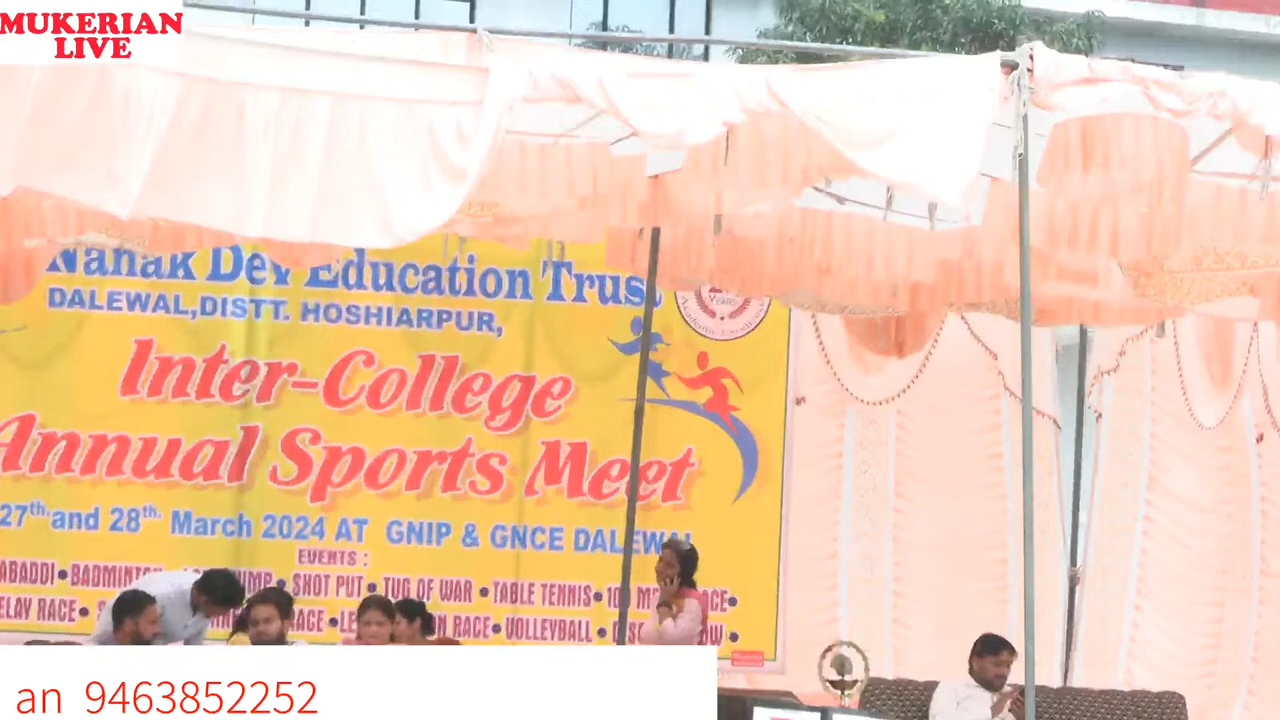 MUKERIAN
LIVE
Nanak Dev Education Trust
DALEWAL,DISTT. HOSHIARPUR,
YEARS
Inter-College
Annual Sports Meet
27th. and 28th. March 2024 AT GNIP & GNCE DALEWAL
EVENTS :
ABADDI • BADMINTON • • SHOT PUT • TUG OF WAR • TABLE TENNIS •
ELAY RACE • RACE • RACE • VOLLEYBALL •
an 9463852252